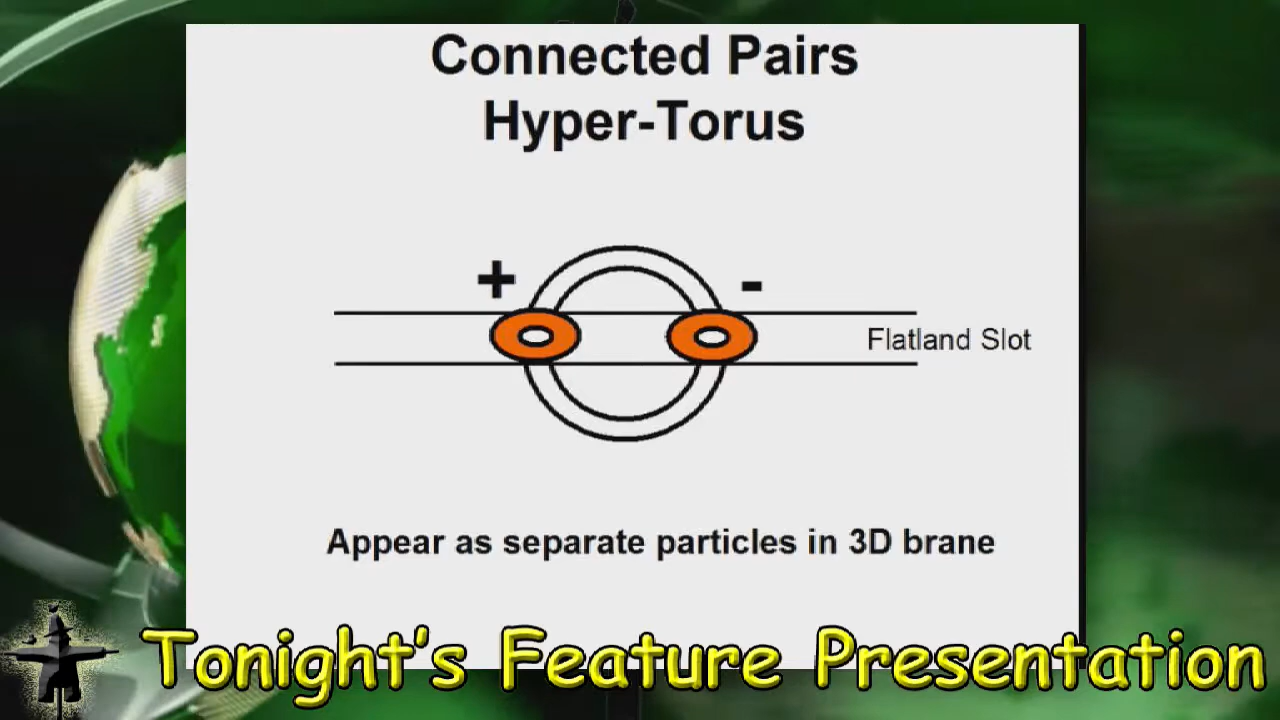 Connected Pairs
Hyper-Torus
+ -
Flatland Slot
Appear as separate particles in 3D brane
Tonight's Feature Presentation